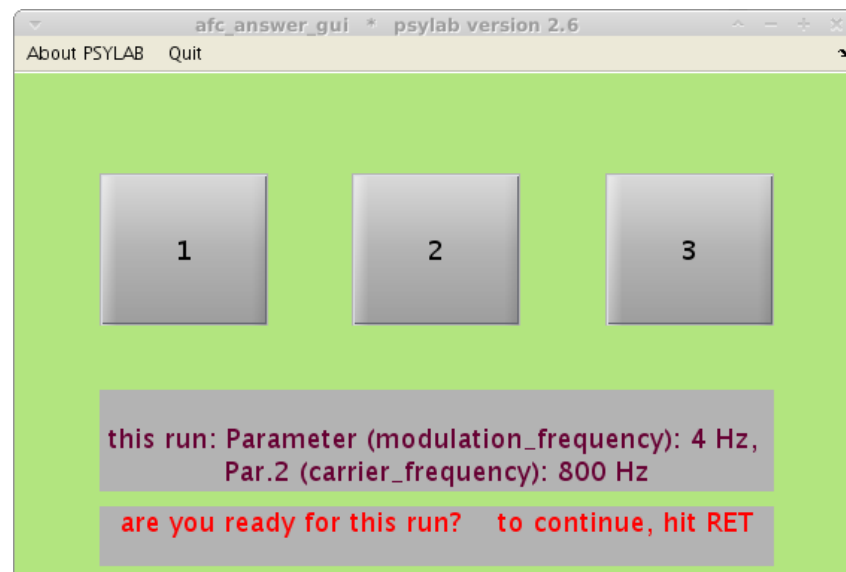 afc_answer_gui * psylab version 2.6
About PSYLAB Quit
1 2 3
this run: Parameter (modulation_frequency): 4 Hz,
Par.2 (carrier_frequency): 800 Hz
are you ready for this run? to continue, hit RET